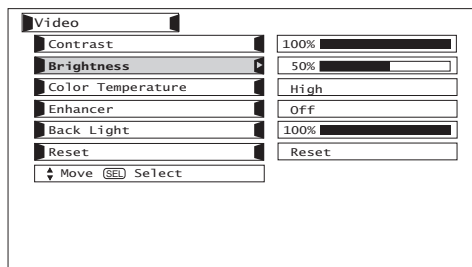 Video
Contrast 100%
Brightness 50%
Color Temperature High
Enhancer Off
Back Light 100%
Reset Reset
Move SEL Select